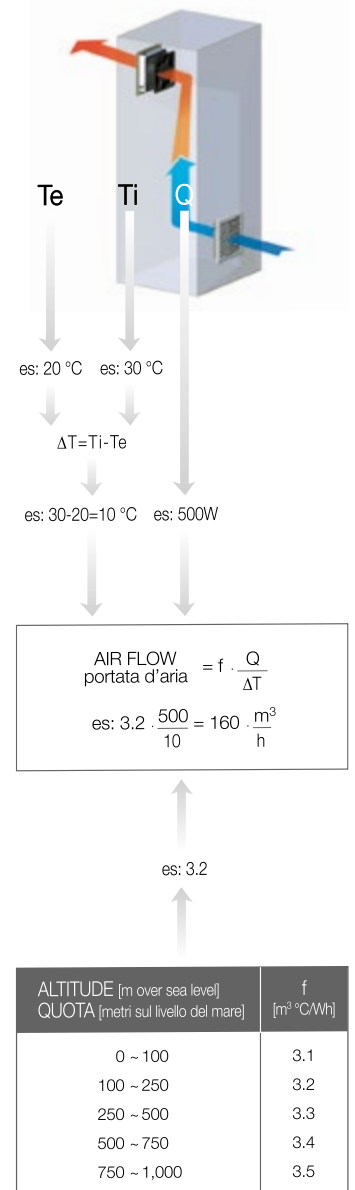 Te Ti Q
es: 20 °C es: 30 °C
ΔT=Ti-Te
es: 30-20=10 °C es: 500W
AIR FLOW
portata d'aria = f · Q/ΔT
es: 3.2 · 500/10 = 160 · m³/h
es: 3.2
ALTITUDE [m over sea level] f
QUOTA [metri sul livello del mare] [m³ °C/Wh]
0 ~ 100 3.1
100 ~ 250 3.2
250 ~ 500 3.3
500 ~ 750 3.4
750 ~ 1,000 3.5